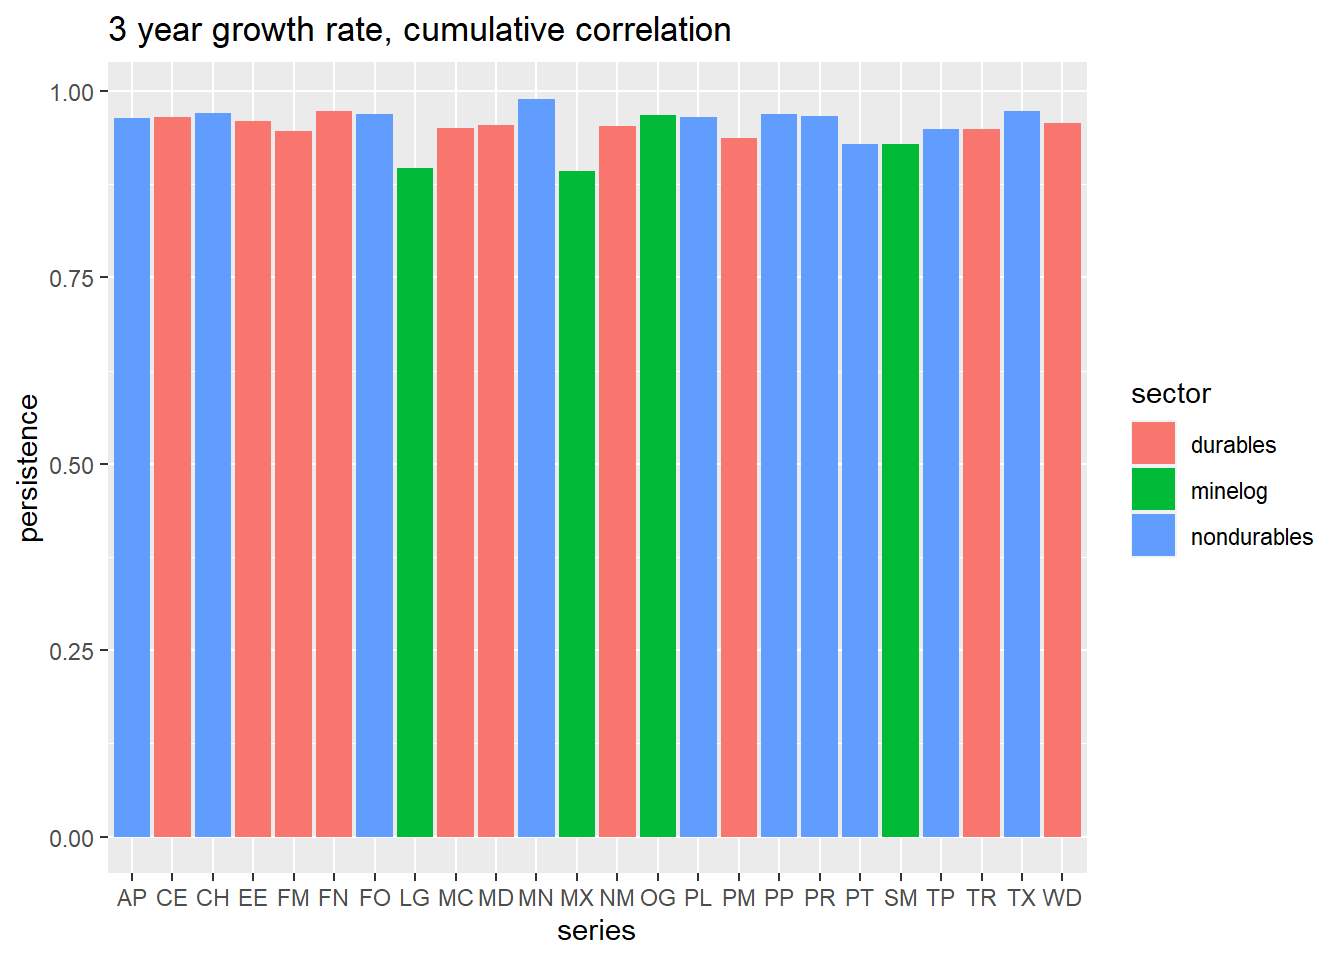 3 year growth rate, cumulative correlation
1.00
0.75
0.50
0.25
0.00
persistence
AP CE CH EE FM FN FO LG MC MD MN MX NM OG PL PM PP PR PT SM TP TR TX WD
series
sector
durables
minelog
nondurables